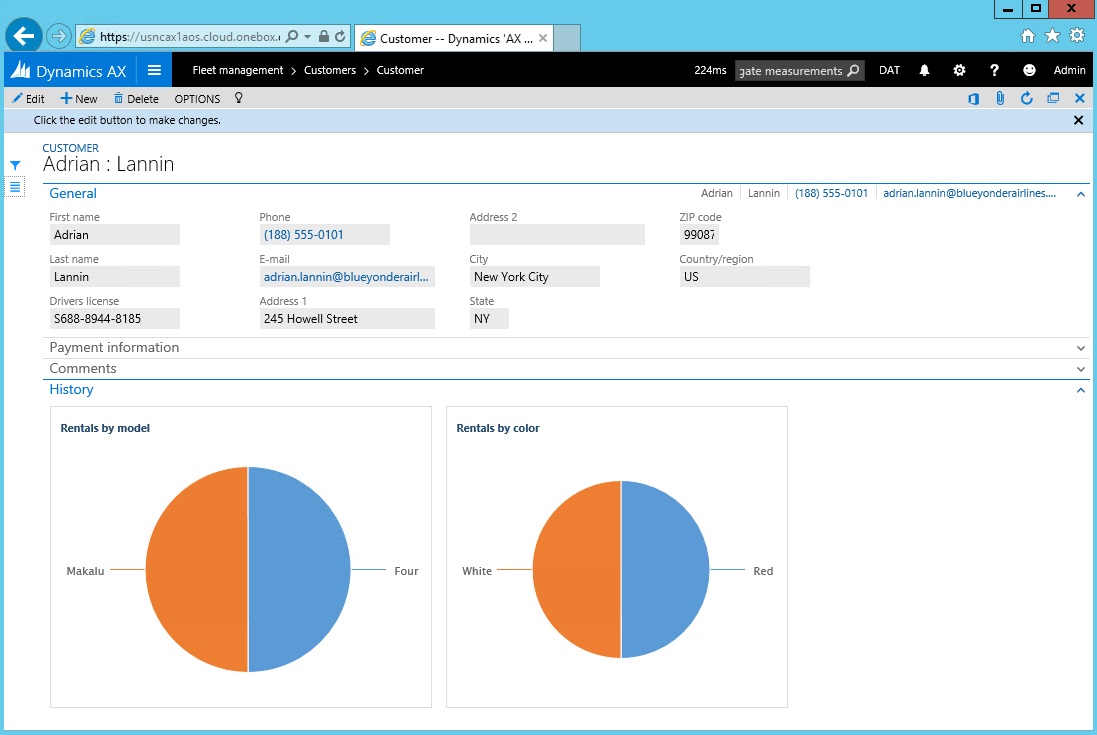 X
https://usncax1aos.cloud.onebox.
Customer -- Dynamics 'AX ...
Dynamics AX
Fleet management > Customers > Customer
224ms
gate measurements
DAT
?
Admin
Edit
New
Delete
OPTIONS
Click the edit button to make changes.
CUSTOMER
Adrian : Lannin
General
Adrian
Lannin
(188) 555-0101
adrian.lannin@blueyonderairlines....
First name
Phone
Address 2
ZIP code
Adrian
(188) 555-0101
99087
Last name
E-mail
City
Country/region
Lannin
adrian.lannin@blueyonderairl...
New York City
US
Drivers license
Address 1
State
S688-8944-8185
245 Howell Street
NY
Payment information
Comments
History
Rentals by model
Rentals by color
Makalu
Four
White
Red